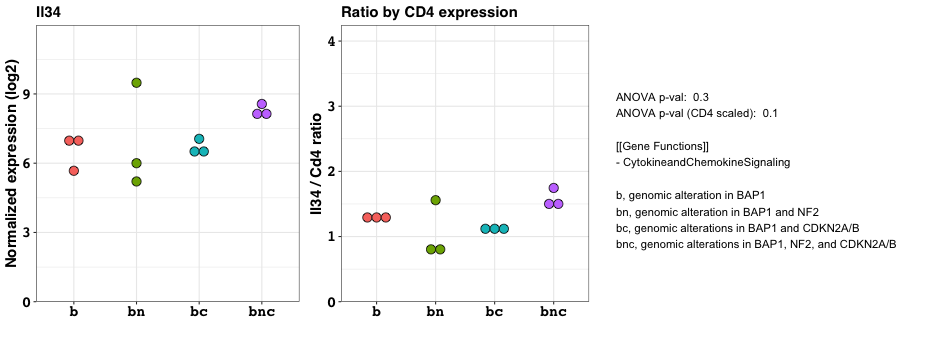 Il34
Normalized expression (log2)
9
6
3
0
b
bn
bc
bnc
Ratio by CD4 expression
Il34 / Cd4 ratio
4
3
2
1
0
b
bn
bc
bnc
ANOVA p-val:  0.3
ANOVA p-val (CD4 scaled):  0.1
[[Gene Functions]]
- CytokineandChemokineSignaling
b, genomic alteration in BAP1
bn, genomic alteration in BAP1 and NF2
bc, genomic alterations in BAP1 and CDKN2A/B
bnc, genomic alterations in BAP1, NF2, and CDKN2A/B